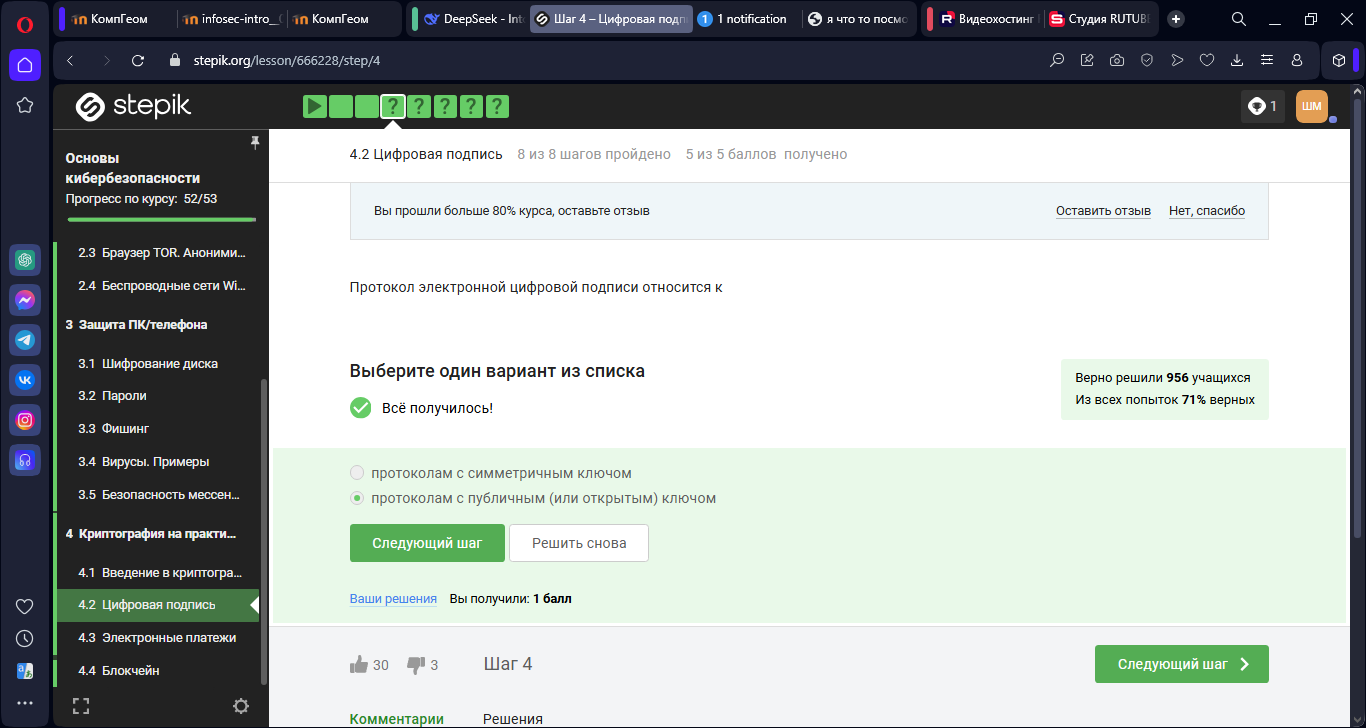 КомпГеом
infosec-intro__
КомпГеом
DeepSeek - Int
Шаг 4 – Цифровая подп
1 1 notification
я что то посмо
Видеохостинг
Студия RUTUBE
stepik.org/lesson/666228/step/4
stepik
? ? ? ? ?
1
ШМ
Основы
кибербезопасности
Прогресс по курсу: 52/53
2.3 Браузер TOR. Аноними...
2.4 Беспроводные сети Wi...
3 Защита ПК/телефона
3.1 Шифрование диска
3.2 Пароли
3.3 Фишинг
3.4 Вирусы. Примеры
3.5 Безопасность мессен...
4 Криптография на практи...
4.1 Введение в криптогра...
4.2 Цифровая подпись
4.3 Электронные платежи
4.4 Блокчейн
4.2 Цифровая подпись 8 из 8 шагов пройдено 5 из 5 баллов получено
Вы прошли больше 80% курса, оставьте отзыв
Оставить отзыв Нет, спасибо
Протокол электронной цифровой подписи относится к
Выберите один вариант из списка
Всё получилось!
Верно решили 956 учащихся
Из всех попыток 71% верных
протоколам с симметричным ключом
протоколам с публичным (или открытым) ключом
Следующий шаг
Решить снова
Ваши решения Вы получили: 1 балл
30 3 Шаг 4
Следующий шаг
Комментарии Решения